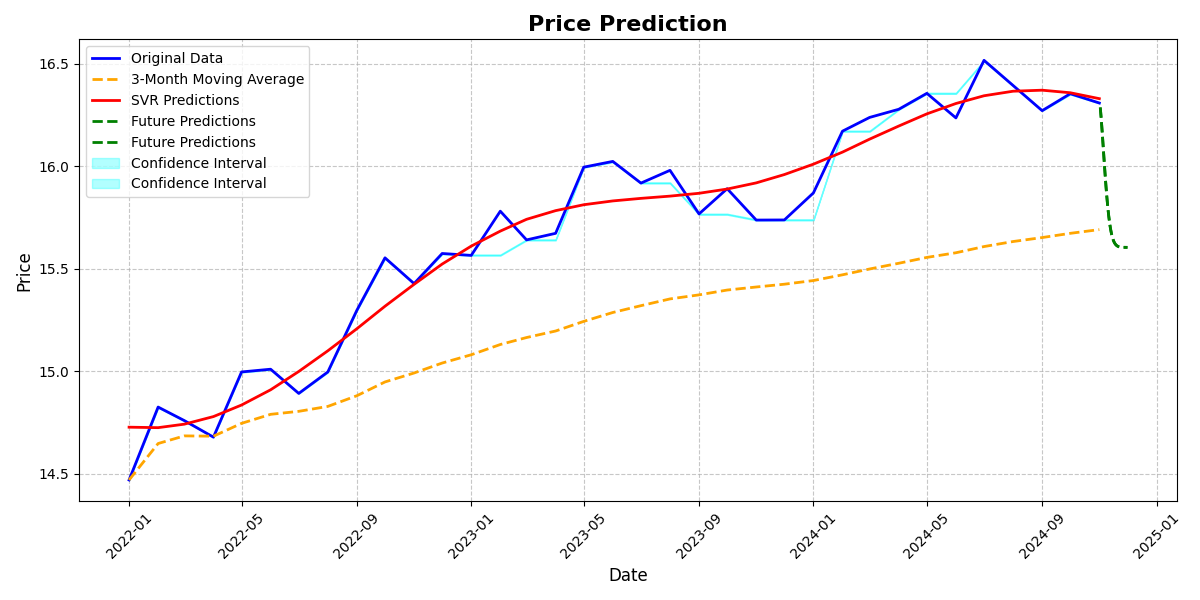 Price Prediction
Original Data
3-Month Moving Average
SVR Predictions
Future Predictions
Future Predictions
Confidence Interval
Confidence Interval
16.5
16.0
15.5
15.0
14.5
Price
2022-01
2022-05
2022-09
2023-01
2023-05
2023-09
2024-01
2024-05
2024-09
2025-01
Date